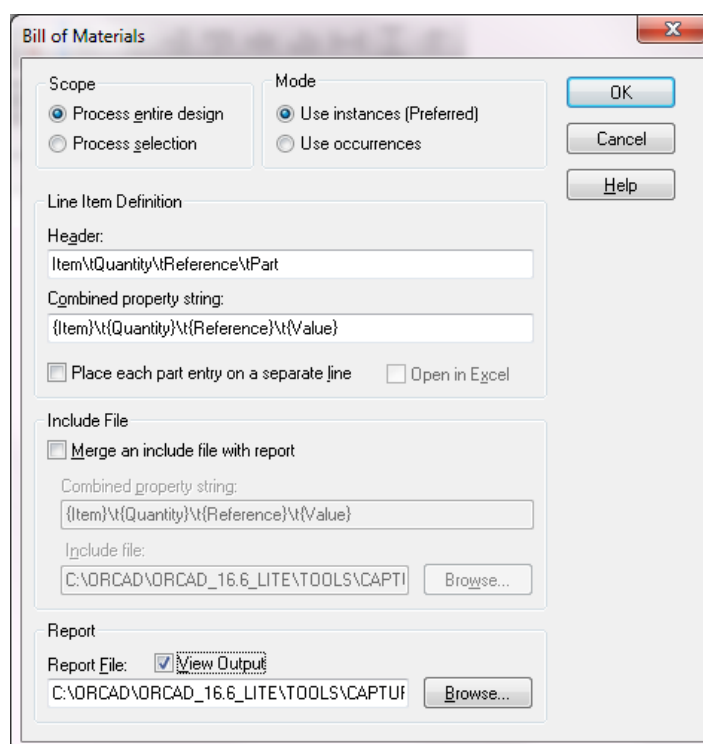 Bill of Materials
Scope
Process entire design
Process selection
Mode
Use instances (Preferred)
Use occurrences
OK
Cancel
Help
Line Item Definition
Header:
Item\tQuantity\tReference\tPart
Combined property string:
{Item}\t{Quantity}\t{Reference}\t{Value}
Place each part entry on a separate line
Open in Excel
Include File
Merge an include file with report
Combined property string:
{Item}\t{Quantity}\t{Reference}\t{Value}
Include file:
C:\ORCAD\ORCAD_16.6_LITE\TOOLS\CAPTU
Browse...
Report
Report File:
View Output
C:\ORCAD\ORCAD_16.6_LITE\TOOLS\CAPTUR
Browse...